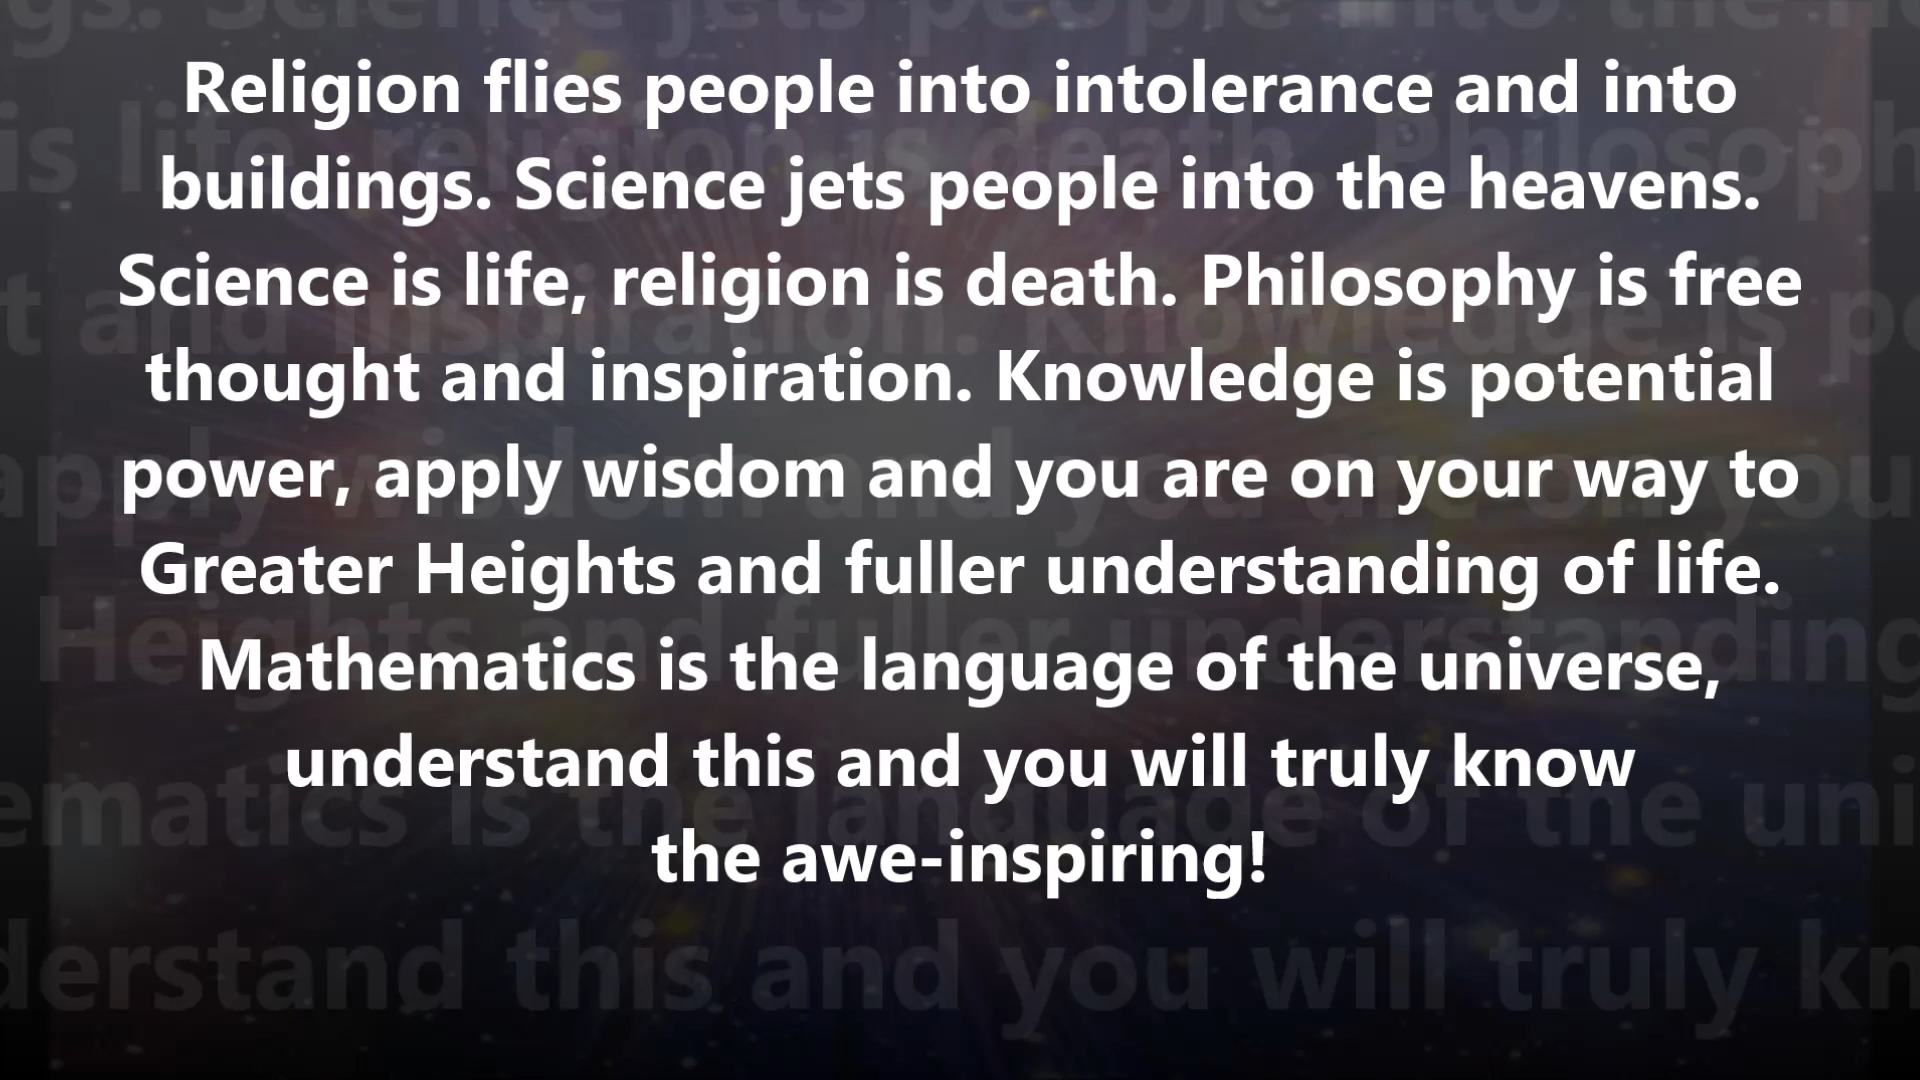 Religion flies people into intolerance and into
buildings. Science jets people into the heavens.
Science is life, religion is death. Philosophy is free
thought and inspiration. Knowledge is potential
power, apply wisdom and you are on your way to
Greater Heights and fuller understanding of life.
Mathematics is the language of the universe,
understand this and you will truly know
the awe-inspiring!